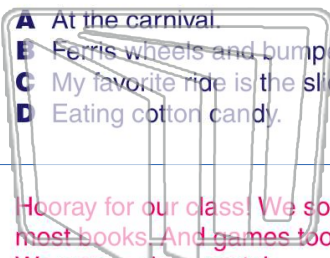 A At the carnival.
B Ferris wheels and bump
C My favorite ride is the sli
D Eating cotton candy.
Hooray for our class! We so
most books. And games too